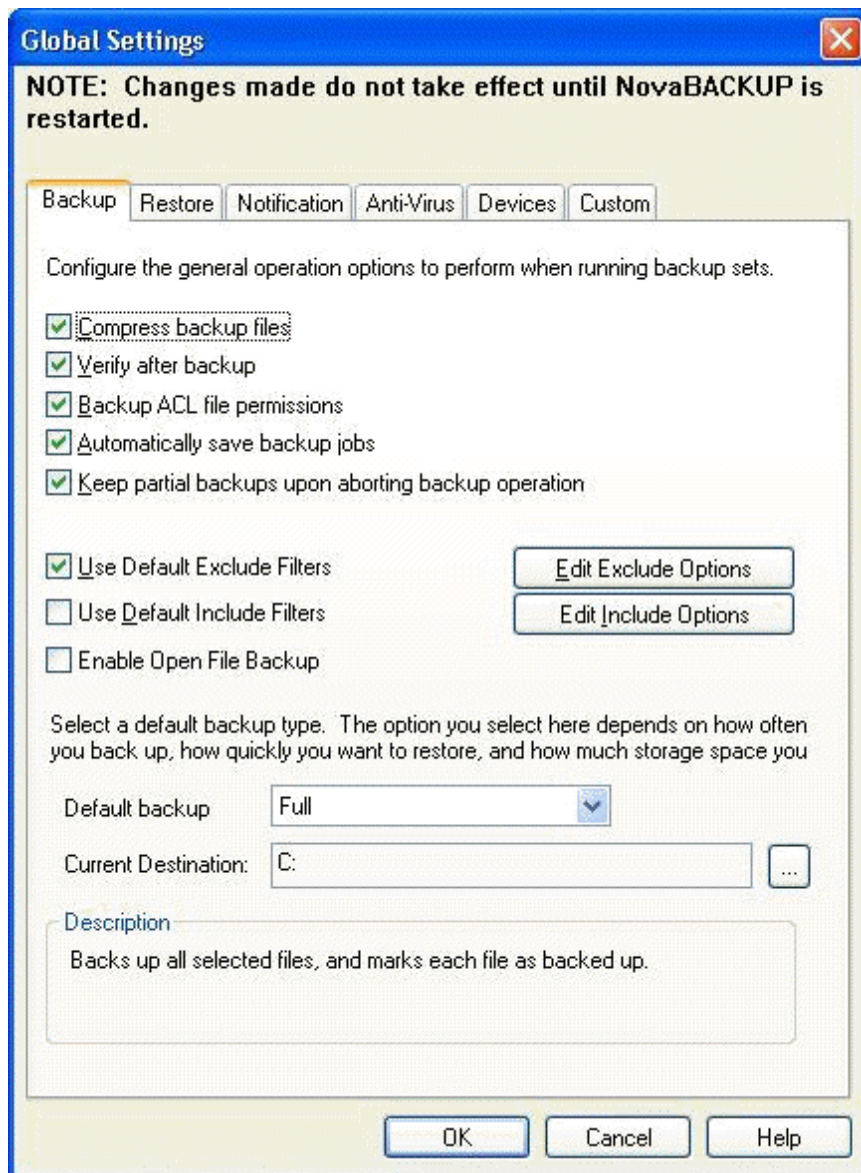 Global Settings
NOTE:  Changes made do not take effect until NovaBACKUP is
restarted.
Backup Restore Notification Anti-Virus Devices Custom
Configure the general operation options to perform when running backup sets.
Compress backup files
Verify after backup
Backup ACL file permissions
Automatically save backup jobs
Keep partial backups upon aborting backup operation
Use Default Exclude Filters Edit Exclude Options
Use Default Include Filters Edit Include Options
Enable Open File Backup
Select a default backup type.  The option you select here depends on how often
you back up, how quickly you want to restore, and how much storage space you
Default backup Full
Current Destination: C: ...
Description
Backs up all selected files, and marks each file as backed up.
OK Cancel Help